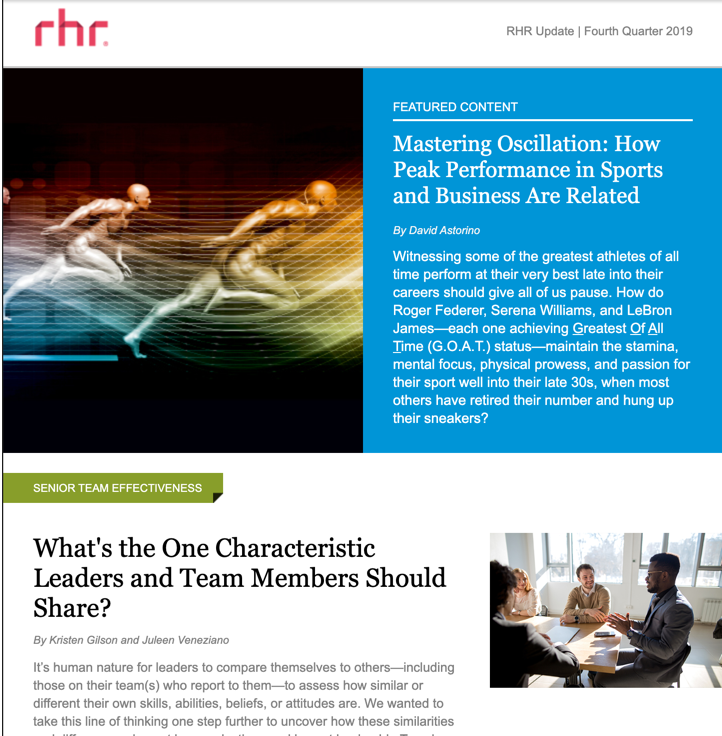 rhr.
RHR Update | Fourth Quarter 2019
FEATURED CONTENT
Mastering Oscillation: How
Peak Performance in Sports
and Business Are Related
By David Astorino
Witnessing some of the greatest athletes of all
time perform at their very best late into their
careers should give all of us pause. How do
Roger Federer, Serena Williams, and LeBron
James—each one achieving Greatest Of All
Time (G.O.A.T.) status—maintain the stamina,
mental focus, physical prowess, and passion for
their sport well into their late 30s, when most
others have retired their number and hung up
their sneakers?
SENIOR TEAM EFFECTIVENESS
What's the One Characteristic
Leaders and Team Members Should
Share?
By Kristen Gilson and Juleen Veneziano
It's human nature for leaders to compare themselves to others—including
those on their team(s) who report to them—to assess how similar or
different their own skills, abilities, beliefs, or attitudes are. We wanted to
take this line of thinking one step further to uncover how these similarities